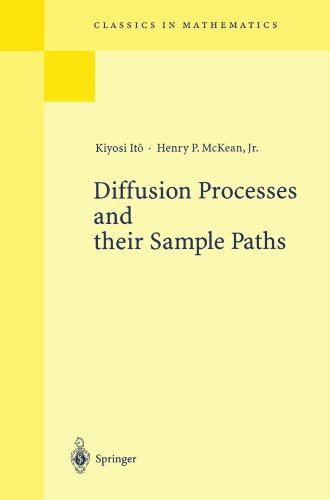 CLASSICS IN MATHEMATICS
Kiyosi Itô · Henry P. McKean, Jr.
Diffusion Processes
and
their Sample Paths
Springer